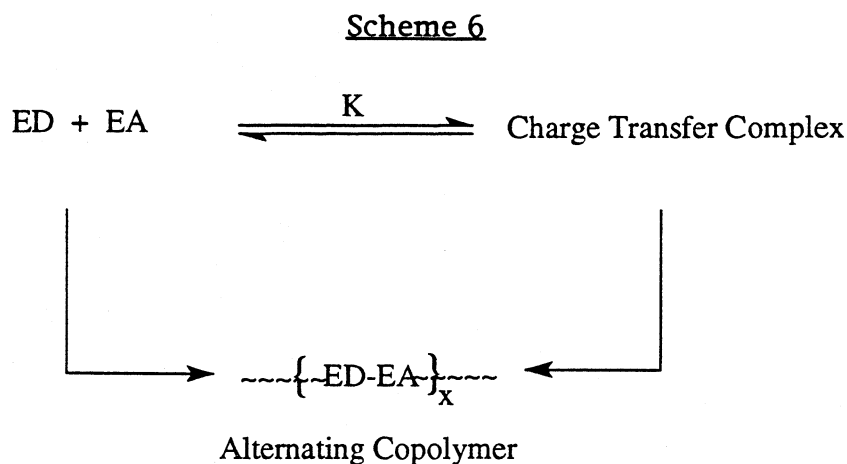 Scheme 6
K
ED + EA Charge Transfer Complex
~~~~{~~ED-EA~}~~~~
x
Alternating Copolymer